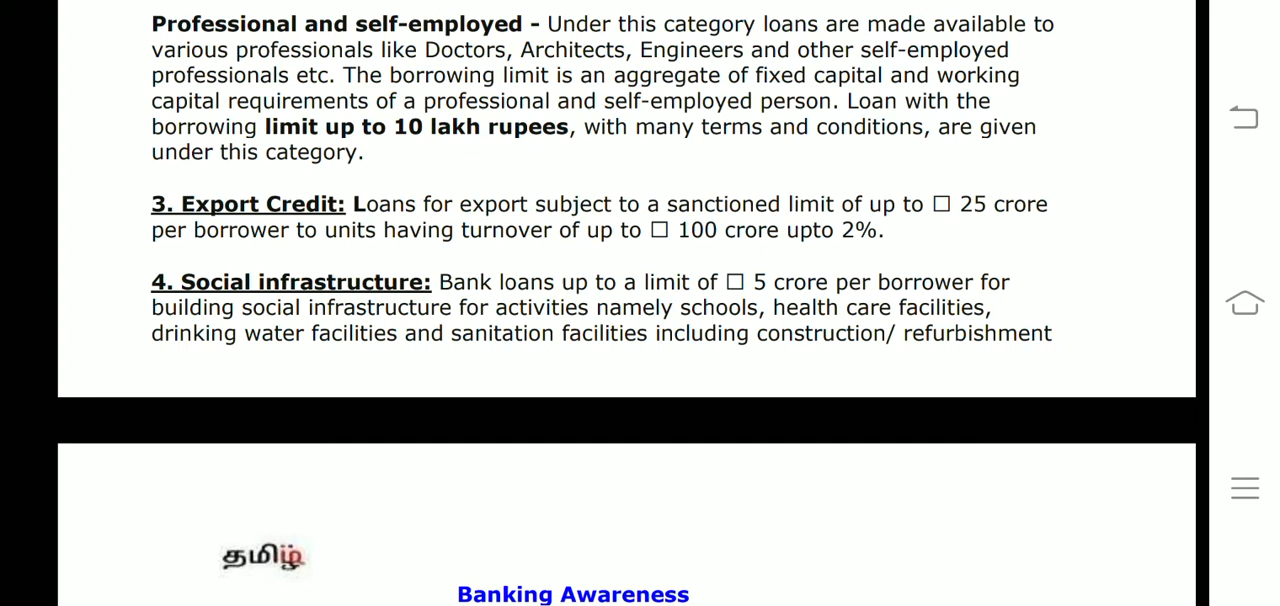 Professional and self-employed - Under this category loans are made available to
various professionals like Doctors, Architects, Engineers and other self-employed
professionals etc. The borrowing limit is an aggregate of fixed capital and working
capital requirements of a professional and self-employed person. Loan with the
borrowing limit up to 10 lakh rupees, with many terms and conditions, are given
under this category.
3. Export Credit: Loans for export subject to a sanctioned limit of up to □ 25 crore
per borrower to units having turnover of up to □ 100 crore upto 2%.
4. Social infrastructure: Bank loans up to a limit of □ 5 crore per borrower for
building social infrastructure for activities namely schools, health care facilities,
drinking water facilities and sanitation facilities including construction/ refurbishment
தமிழ்
Banking Awareness